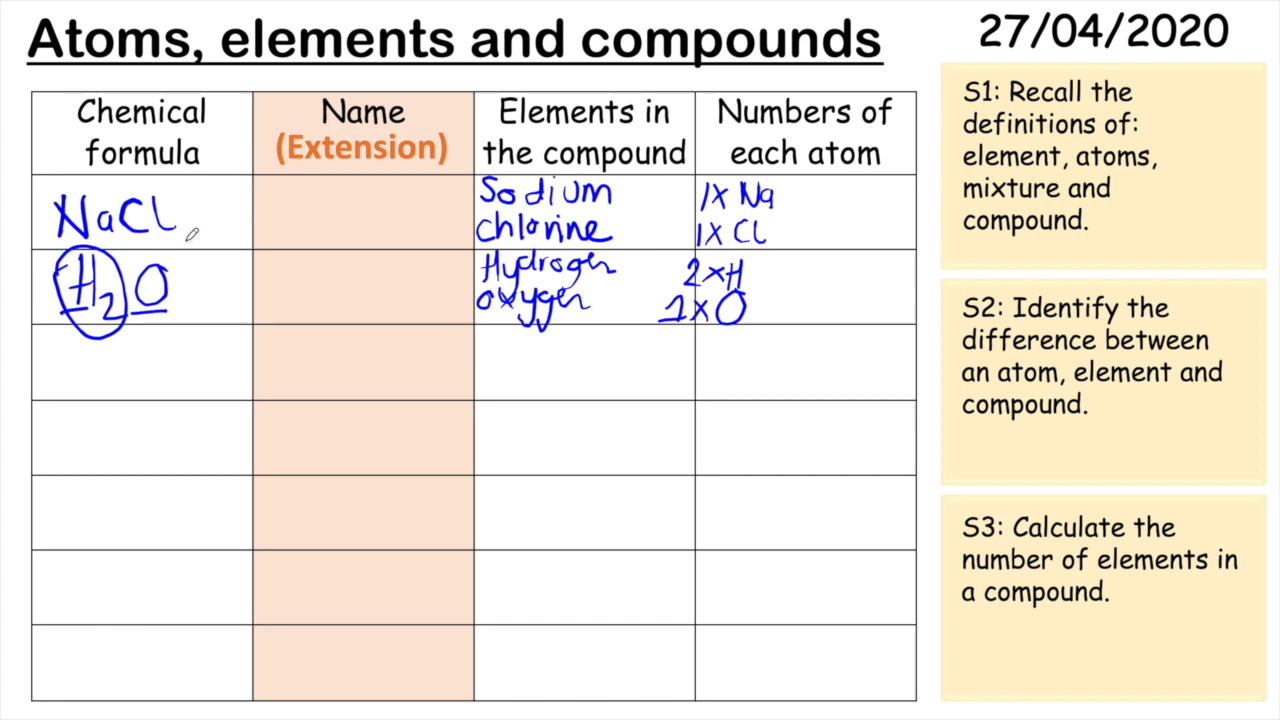 Atoms, elements and compounds
27/04/2020
Chemical
formula
Name
(Extension)
Elements in
the compound
Numbers of
each atom
NaCl
Sodium
Chlorine
1x Na
1x Cl
H₂O
Hydrogen
oxygen
2xH
1xO
S1: Recall the
definitions of:
element, atoms,
mixture and
compound.
S2: Identify the
difference between
an atom, element and
compound.
S3: Calculate the
number of elements in
a compound.